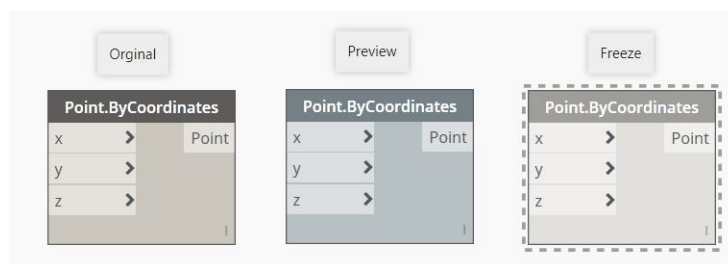 Orginal
Preview
Freeze
Point.ByCoordinates
x > Point
y >
z >
l
Point.ByCoordinates
x > Point
y >
z >
l
Point.ByCoordinates
x > Point
y >
z >
l